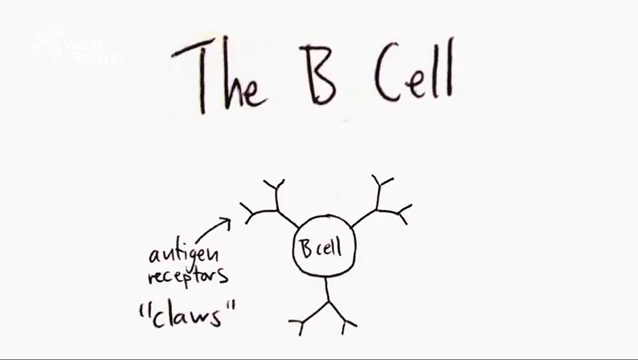 The B Cell
B cell
antigen
receptors
"claws"